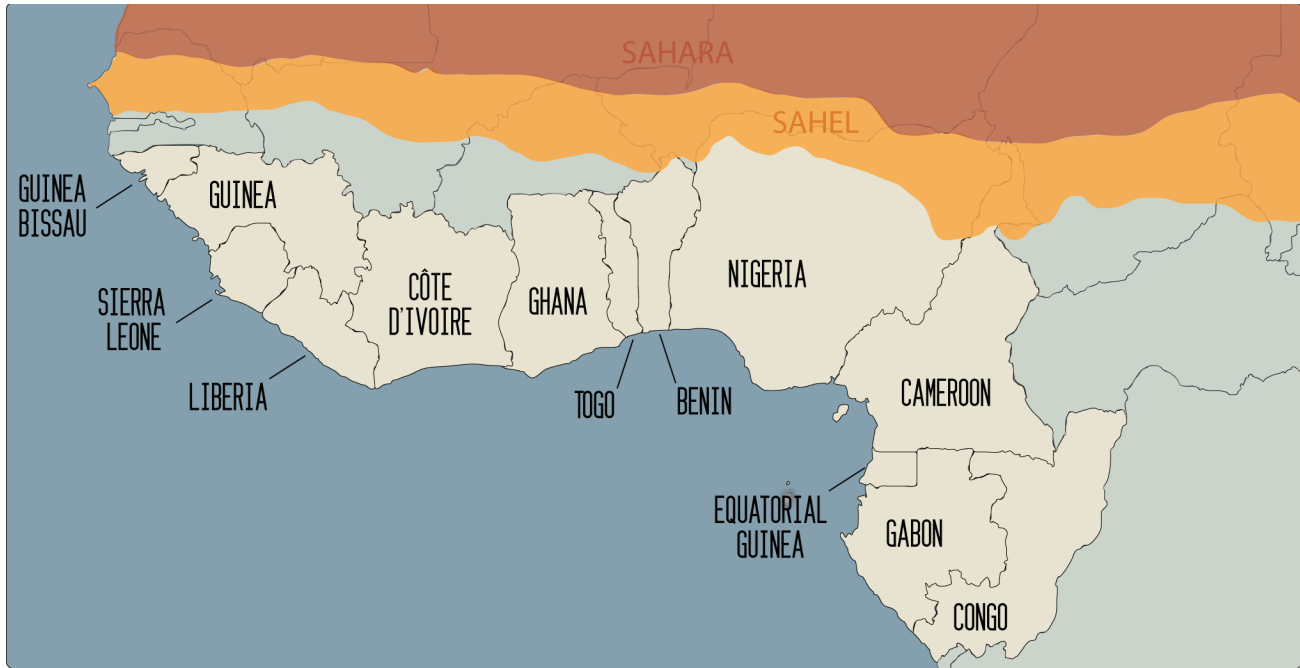 SAHARA
SAHEL
GUINEA
BISSAU
GUINEA
SIERRA
LEONE
LIBERIA
CÔTE
D'IVOIRE
GHANA
TOGO
BENIN
NIGERIA
CAMEROON
EQUATORIAL
GUINEA
GABON
CONGO